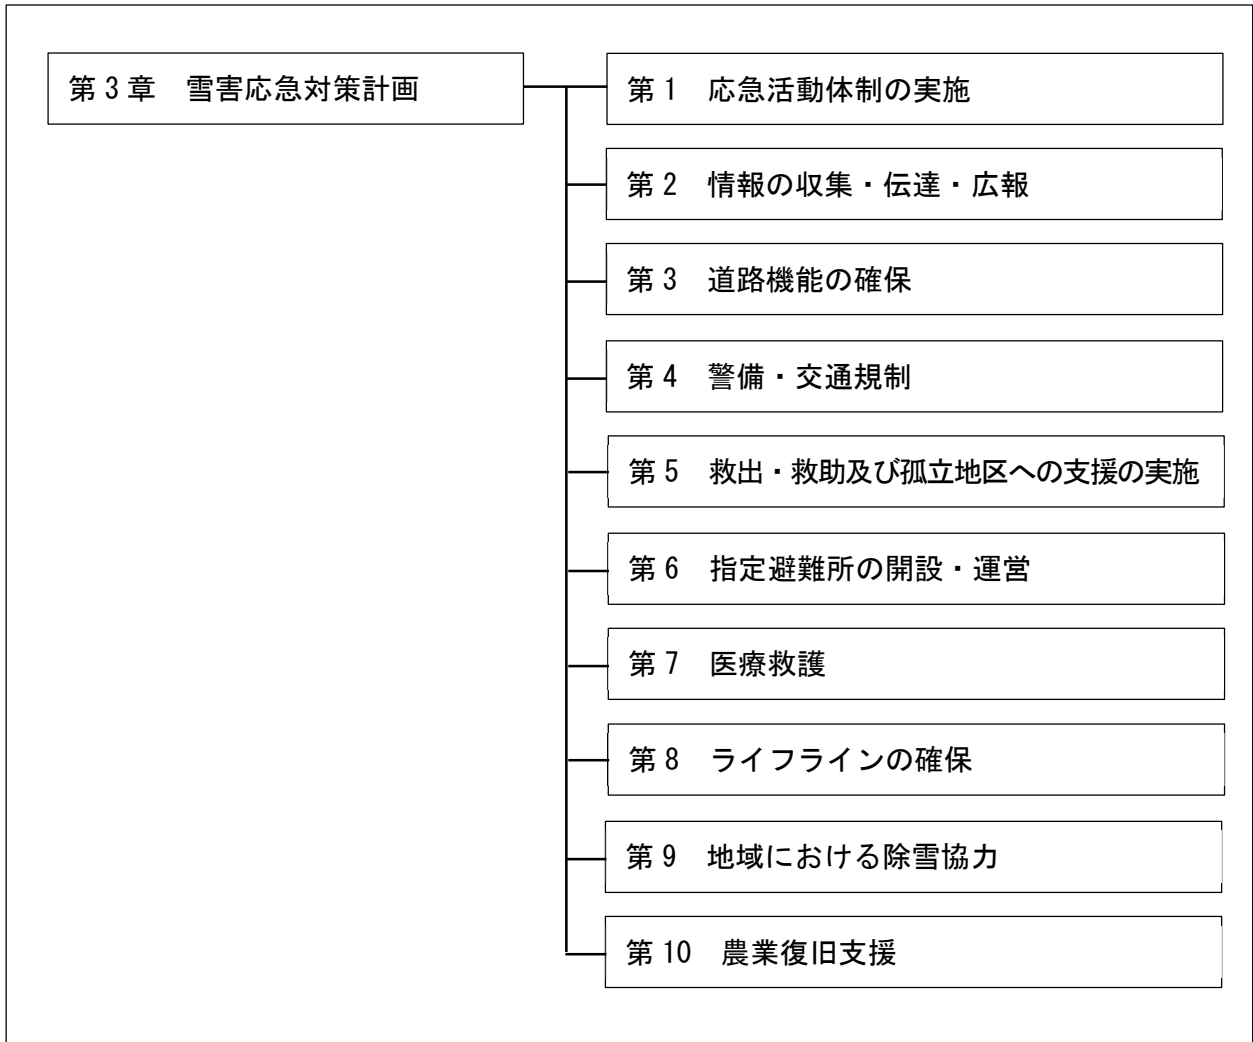 第3章　雪害応急対策計画
第1　応急活動体制の実施
第2　情報の収集・伝達・広報
第3　道路機能の確保
第4　警備・交通規制
第5　救出・救助及び孤立地区への支援の実施
第6　指定避難所の開設・運営
第7　医療救護
第8　ライフラインの確保
第9　地域における除雪協力
第10　農業復旧支援